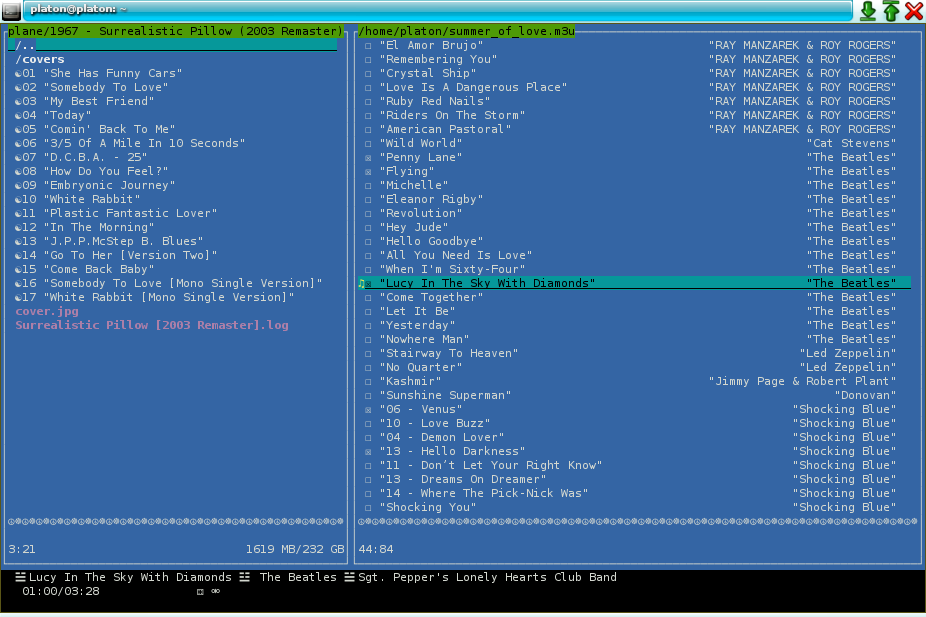 platon@platon: ~
plane/1967 - Surrealistic Pillow (2003 Remaster)
/..
/covers
01 "She Has Funny Cars"
02 "Somebody To Love"
03 "My Best Friend"
04 "Today"
05 "Comin' Back To Me"
06 "3/5 Of A Mile In 10 Seconds"
07 "D.C.B.A. - 25"
08 "How Do You Feel?"
09 "Embryonic Journey"
10 "White Rabbit"
11 "Plastic Fantastic Lover"
12 "In The Morning"
13 "J.P.P.McStep B. Blues"
14 "Go To Her [Version Two]"
15 "Come Back Baby"
16 "Somebody To Love [Mono Single Version]"
17 "White Rabbit [Mono Single Version]"
cover.jpg
Surrealistic Pillow [2003 Remaster].log
3:21 1619 MB/232 GB
/home/platon/summer_of_love.m3u
"El Amor Brujo" "RAY MANZAREK & ROY ROGERS"
"Remembering You" "RAY MANZAREK & ROY ROGERS"
"Crystal Ship" "RAY MANZAREK & ROY ROGERS"
"Love Is A Dangerous Place" "RAY MANZAREK & ROY ROGERS"
"Ruby Red Nails" "RAY MANZAREK & ROY ROGERS"
"Riders On The Storm" "RAY MANZAREK & ROY ROGERS"
"American Pastoral" "RAY MANZAREK & ROY ROGERS"
"Wild World" "Cat Stevens"
"Penny Lane" "The Beatles"
"Flying" "The Beatles"
"Michelle" "The Beatles"
"Eleanor Rigby" "The Beatles"
"Revolution" "The Beatles"
"Hey Jude" "The Beatles"
"Hello Goodbye" "The Beatles"
"All You Need Is Love" "The Beatles"
"When I'm Sixty-Four" "The Beatles"
"Lucy In The Sky With Diamonds" "The Beatles"
"Come Together" "The Beatles"
"Let It Be" "The Beatles"
"Yesterday" "The Beatles"
"Nowhere Man" "The Beatles"
"Stairway To Heaven" "Led Zeppelin"
"No Quarter" "Led Zeppelin"
"Kashmir" "Jimmy Page & Robert Plant"
"Sunshine Superman" "Donovan"
"06 - Venus" "Shocking Blue"
"10 - Love Buzz" "Shocking Blue"
"04 - Demon Lover" "Shocking Blue"
"13 - Hello Darkness" "Shocking Blue"
"11 - Don’t Let Your Right Know" "Shocking Blue"
"13 - Dreams On Dreamer" "Shocking Blue"
"14 - Where The Pick-Nick Was" "Shocking Blue"
"Shocking You" "Shocking Blue"
44:84
Lucy In The Sky With Diamonds The Beatles Sgt. Pepper's Lonely Hearts Club Band
01:00/03:28